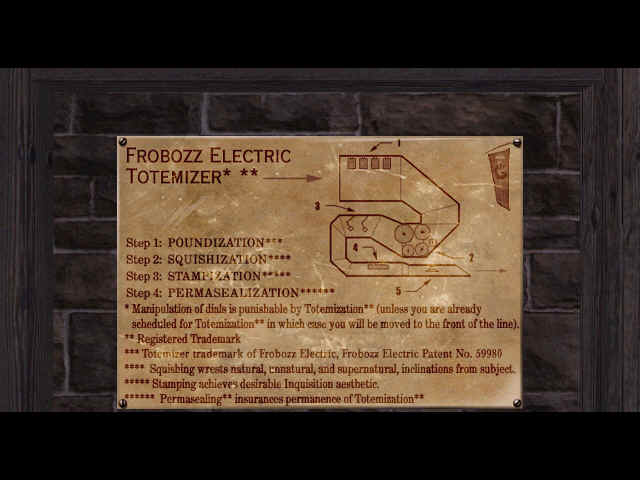 FROBOZZ ELECTRIC
TOTEMIZER* **
1
3
4
2
5
Step 1: POUNDIZATION***
Step 2: SQUISHIZATION****
Step 3: STAMPIZATION*****
Step 4: PERMASEALIZATION******
* Manipulation of dials is punishable by Totemization** (unless you are already
scheduled for Totemization** in which case you will be moved to the front of the line).
** Registered Trademark
*** Totemizer trademark of Frobozz Electric, Frobozz Electric Patent No. 59980
**** Squishing wrests natural, unnatural, and supernatural, inclinations from subject.
***** Stamping achieves desirable Inquisition aesthetic.
****** Permasealing** insurances permanence of Totemization**